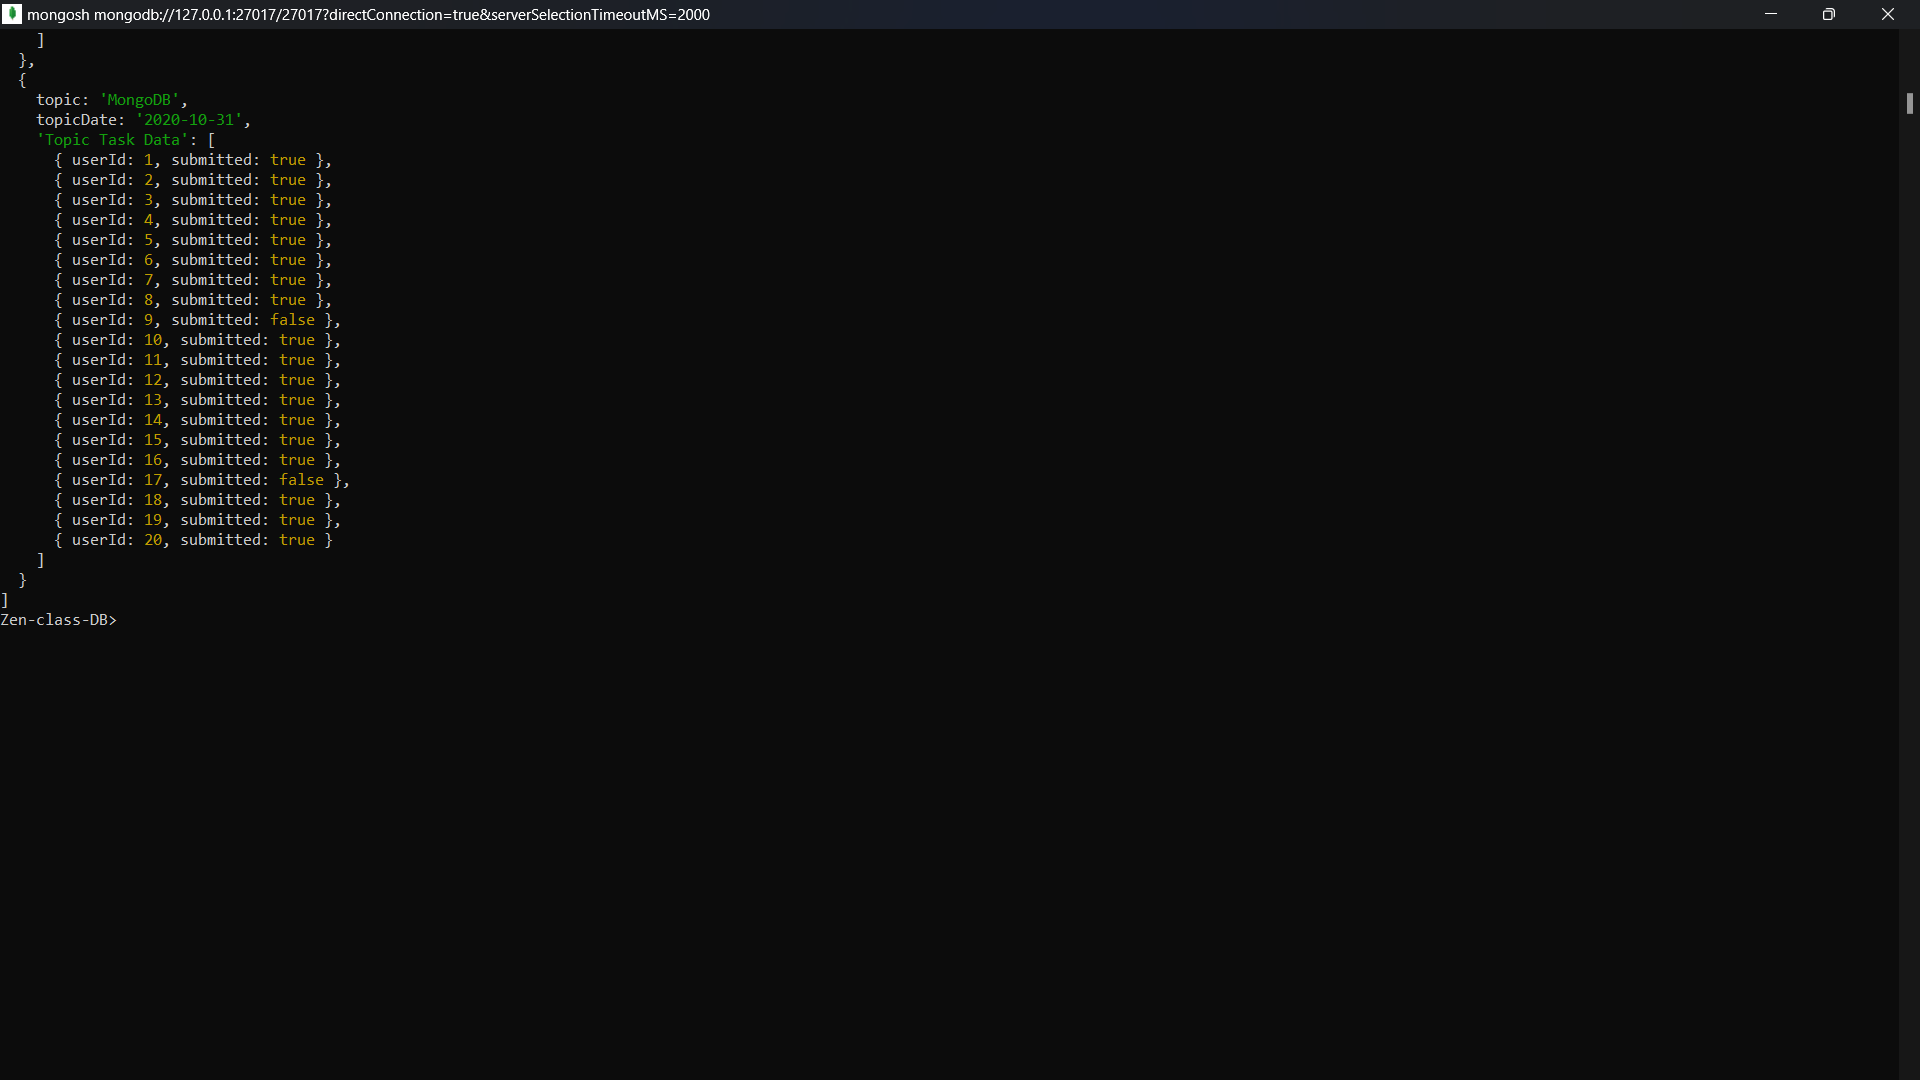 mongosh mongodb://127.0.0.1:27017/27017?directConnection=true&serverSelectionTimeoutMS=2000
    ]
  },
  {
    topic: 'MongoDB',
    topicDate: '2020-10-31',
    'Topic Task Data': [
      { userId: 1, submitted: true },
      { userId: 2, submitted: true },
      { userId: 3, submitted: true },
      { userId: 4, submitted: true },
      { userId: 5, submitted: true },
      { userId: 6, submitted: true },
      { userId: 7, submitted: true },
      { userId: 8, submitted: true },
      { userId: 9, submitted: false },
      { userId: 10, submitted: true },
      { userId: 11, submitted: true },
      { userId: 12, submitted: true },
      { userId: 13, submitted: true },
      { userId: 14, submitted: true },
      { userId: 15, submitted: true },
      { userId: 16, submitted: true },
      { userId: 17, submitted: false },
      { userId: 18, submitted: true },
      { userId: 19, submitted: true },
      { userId: 20, submitted: true }
    ]
  }
]
Zen-class-DB>